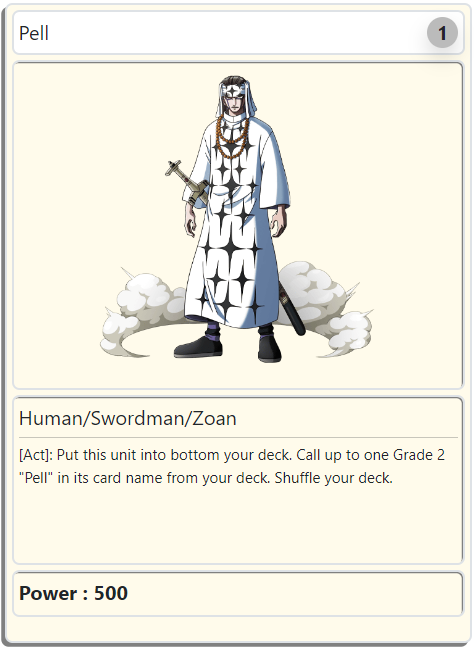 Pell
1
Human/Swordman/Zoan
[Act]: Put this unit into bottom your deck. Call up to one Grade 2
"Pell" in its card name from your deck. Shuffle your deck.
Power : 500